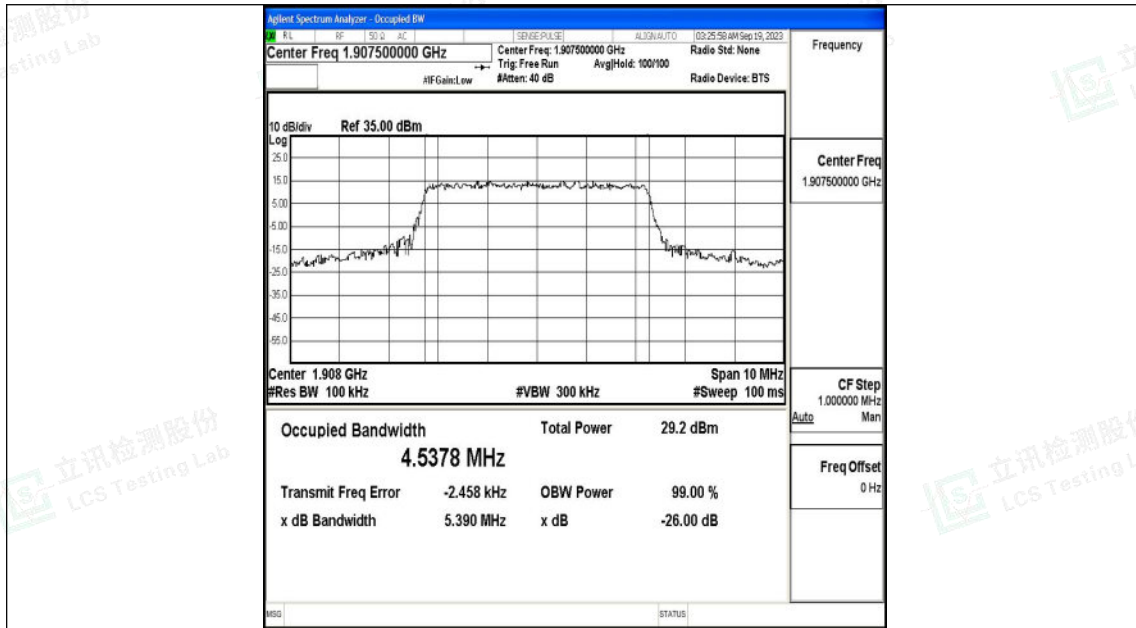 Agilent Spectrum Analyzer - Occupied BW
RL RF 50 Ω AC SENSE:PULSE ALIGNAUTO 03:25:58 AM Sep 19, 2023
Center Freq 1.907500000 GHz
Center Freq: 1.907500000 GHz
Radio Std: None
Trig: Free Run Avg|Hold: 100/100
#IFGain:Low
#Atten: 40 dB
Radio Device: BTS
Frequency
10 dB/div Ref 35.00 dBm
Log
25.0
15.0
5.00
-5.00
-15.0
-25.0
-35.0
-45.0
-55.0
Center Freq
1.907500000 GHz
Center 1.908 GHz Span 10 MHz
#Res BW 100 kHz #VBW 300 kHz #Sweep 100 ms
CF Step
1.000000 MHz
Auto Man
Occupied Bandwidth Total Power 29.2 dBm
4.5378 MHz
Transmit Freq Error -2.458 kHz OBW Power 99.00 %
x dB Bandwidth 5.390 MHz x dB -26.00 dB
Freq Offset
0 Hz
MSG STATUS
立讯检测股份
LCS Testing Lab